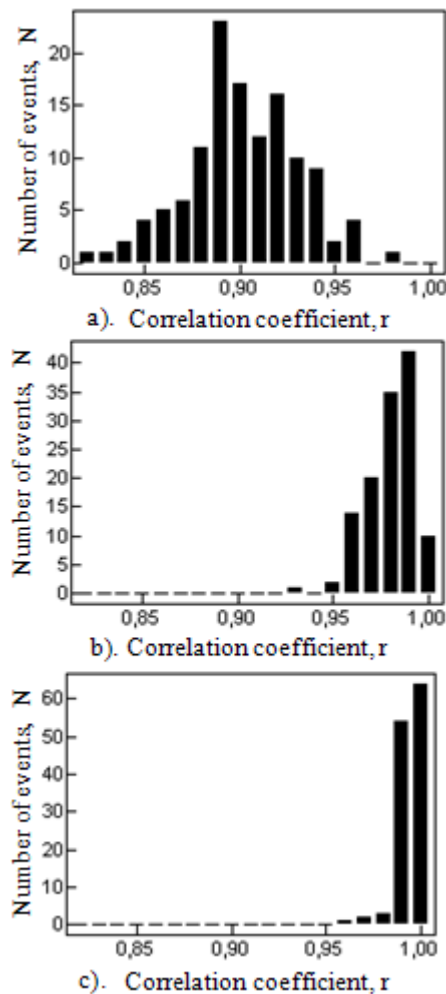 Number of events, N
20
15
10
5
0
0,85 0,90 0,95 1,00
a). Correlation coefficient, r
Number of events, N
40
35
30
25
20
15
10
5
0
0,85 0,90 0,95 1,00
b). Correlation coefficient, r
Number of events, N
60
50
40
30
20
10
0
0,85 0,90 0,95 1,00
c). Correlation coefficient, r